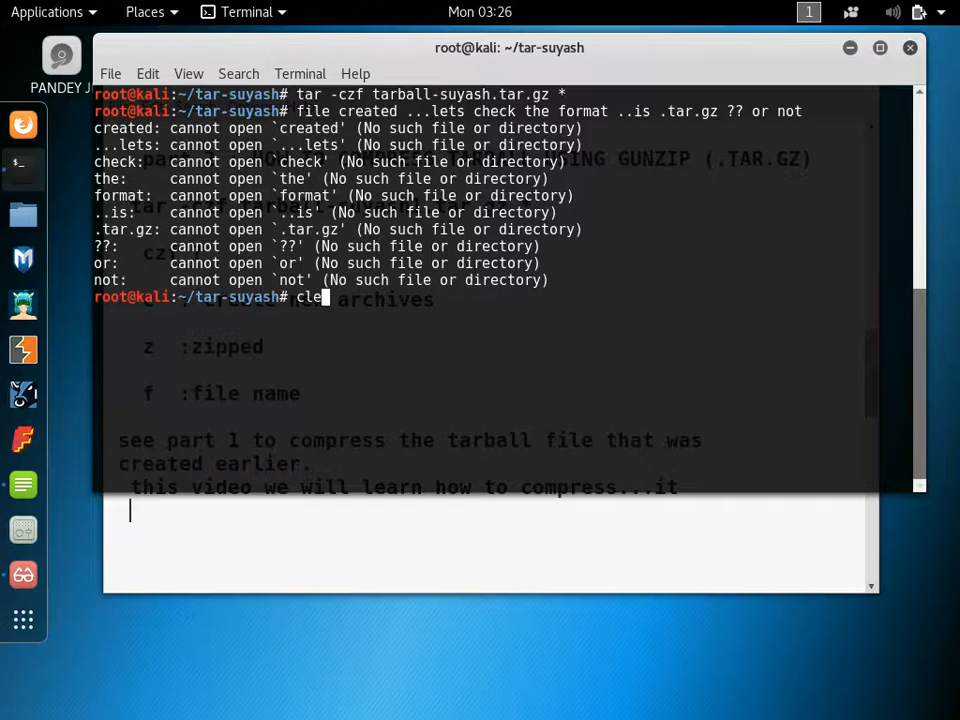 Applications Places Terminal Mon 03:26 1
root@kali: ~/tar-suyash
PANDEY J
File Edit View Search Terminal Help
root@kali:~/tar-suyash# tar -czf tarball-suyash.tar.gz *
root@kali:~/tar-suyash# file created ...lets check the format ..is .tar.gz ?? or not
created: cannot open `created' (No such file or directory)
...lets: cannot open `...lets' (No such file or directory)
check: cannot open `check' (No such file or directory)
the: cannot open `the' (No such file or directory)
format: cannot open `format' (No such file or directory)
..is: cannot open `..is' (No such file or directory)
.tar.gz: cannot open `.tar.gz' (No such file or directory)
??: cannot open `??' (No such file or directory)
or: cannot open `or' (No such file or directory)
not: cannot open `not' (No such file or directory)
root@kali:~/tar-suyash# cle
USING GUNZIP (.TAR.GZ)
new archives
z :zipped
f :file name
see part 1 to compress the tarball file that was
created earlier.
this video we will learn how to compress...it